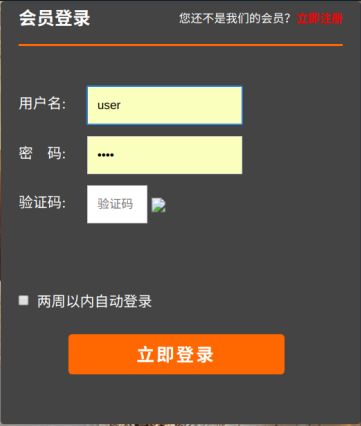 会员登录 您还不是我们的会员？立即注册
用户名: user
密 码: ••••
验证码: 验证码
两周以内自动登录
立即登录